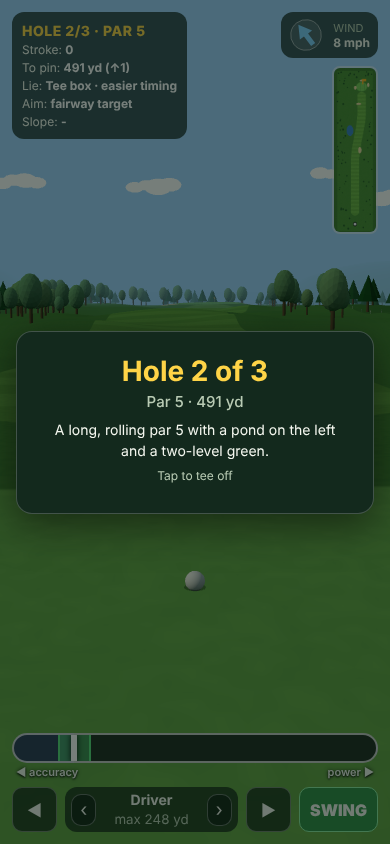 HOLE 2/3 · PAR 5
Stroke: 0
To pin: 491 yd (↑1)
Lie: Tee box · easier timing
Aim: fairway target
Slope: -
WIND
8 mph
Hole 2 of 3
Par 5 · 491 yd
A long, rolling par 5 with a pond on the left
and a two-level green.
Tap to tee off
◀ accuracy
power ▶
◀
‹
Driver
max 248 yd
›
▶
SWING